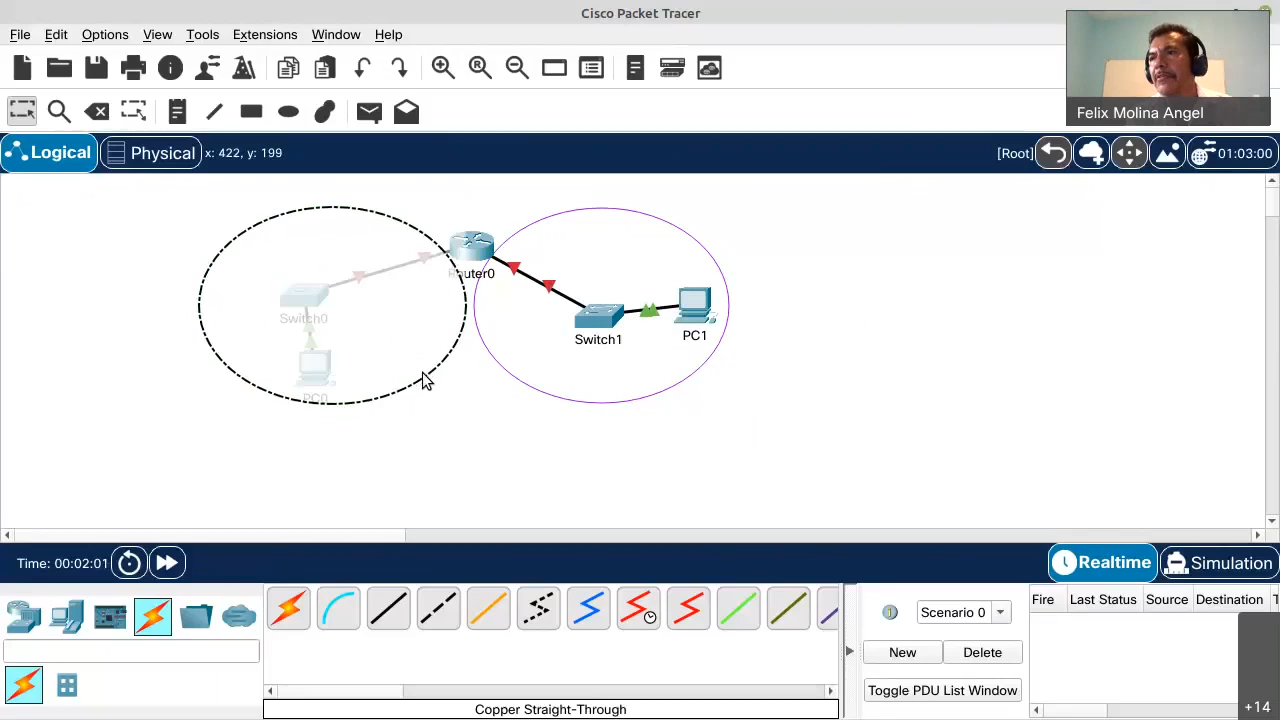 Cisco Packet Tracer
File Edit Options View Tools Extensions Window Help
Felix Molina Angel
Logical Physical x: 422, y: 199 [Root] 01:03:00
Router0
Switch0
Switch1
PC1
PC0
Time: 00:02:01 Realtime Simulation
Scenario 0 Fire Last Status Source Destination T
New Delete
Toggle PDU List Window
Copper Straight-Through
+14